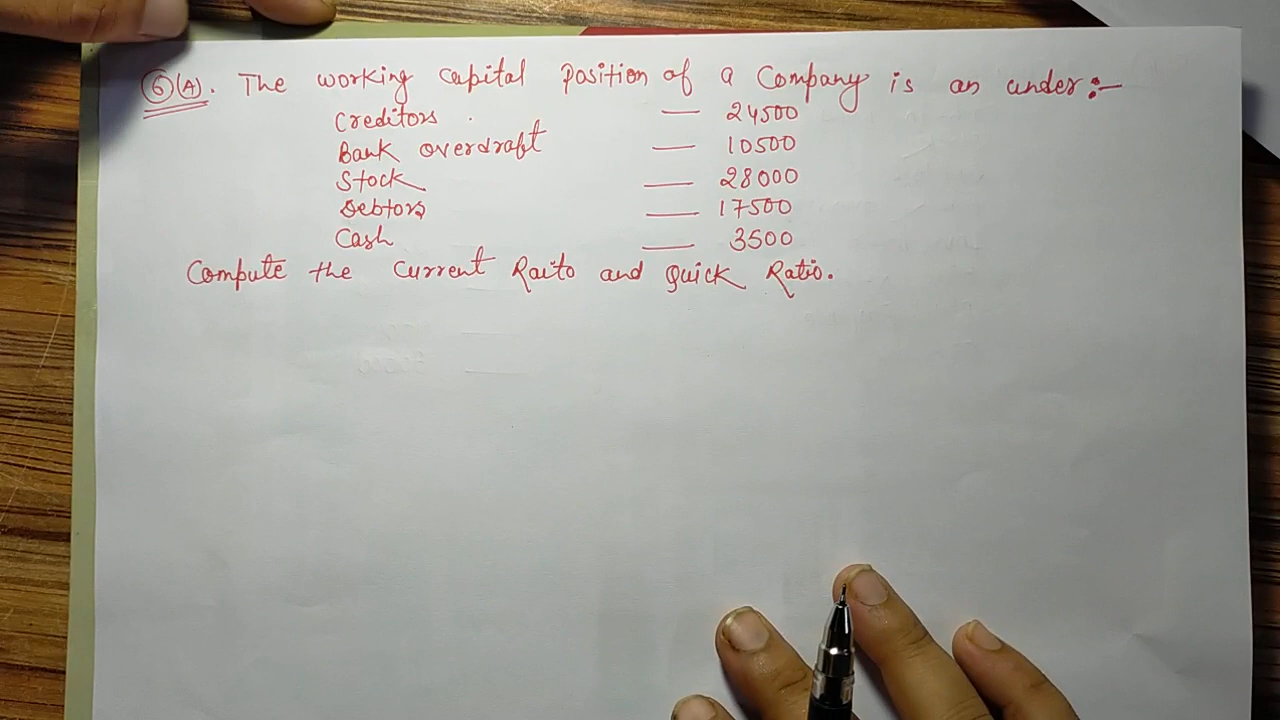 6(A). The working capital position of a Company is an under:-
Creditors. — 24500
Bank overdraft — 10500
Stock — 28000
Debtors — 17500
Cash — 3500
Compute the Current Raito and Quick Ratio.